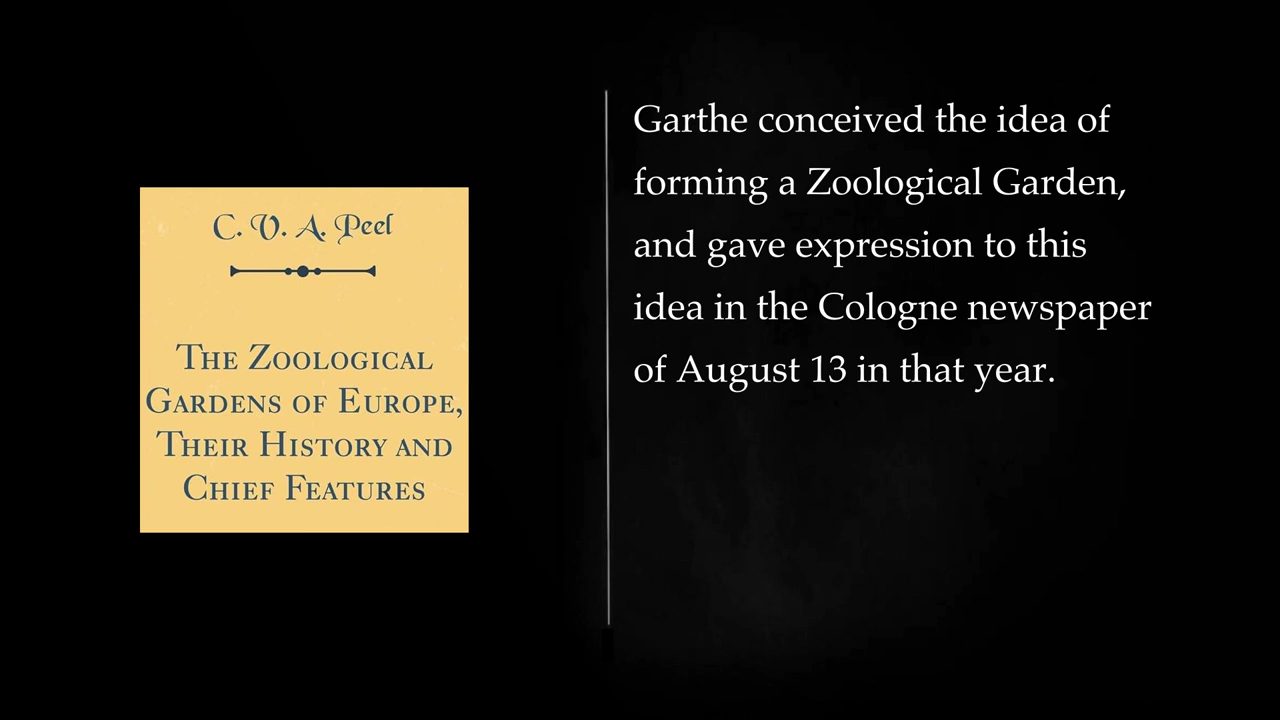 C. V. A. Peel
The Zoological
Gardens of Europe,
Their History and
Chief Features
Garthe conceived the idea of
forming a Zoological Garden,
and gave expression to this
idea in the Cologne newspaper
of August 13 in that year.